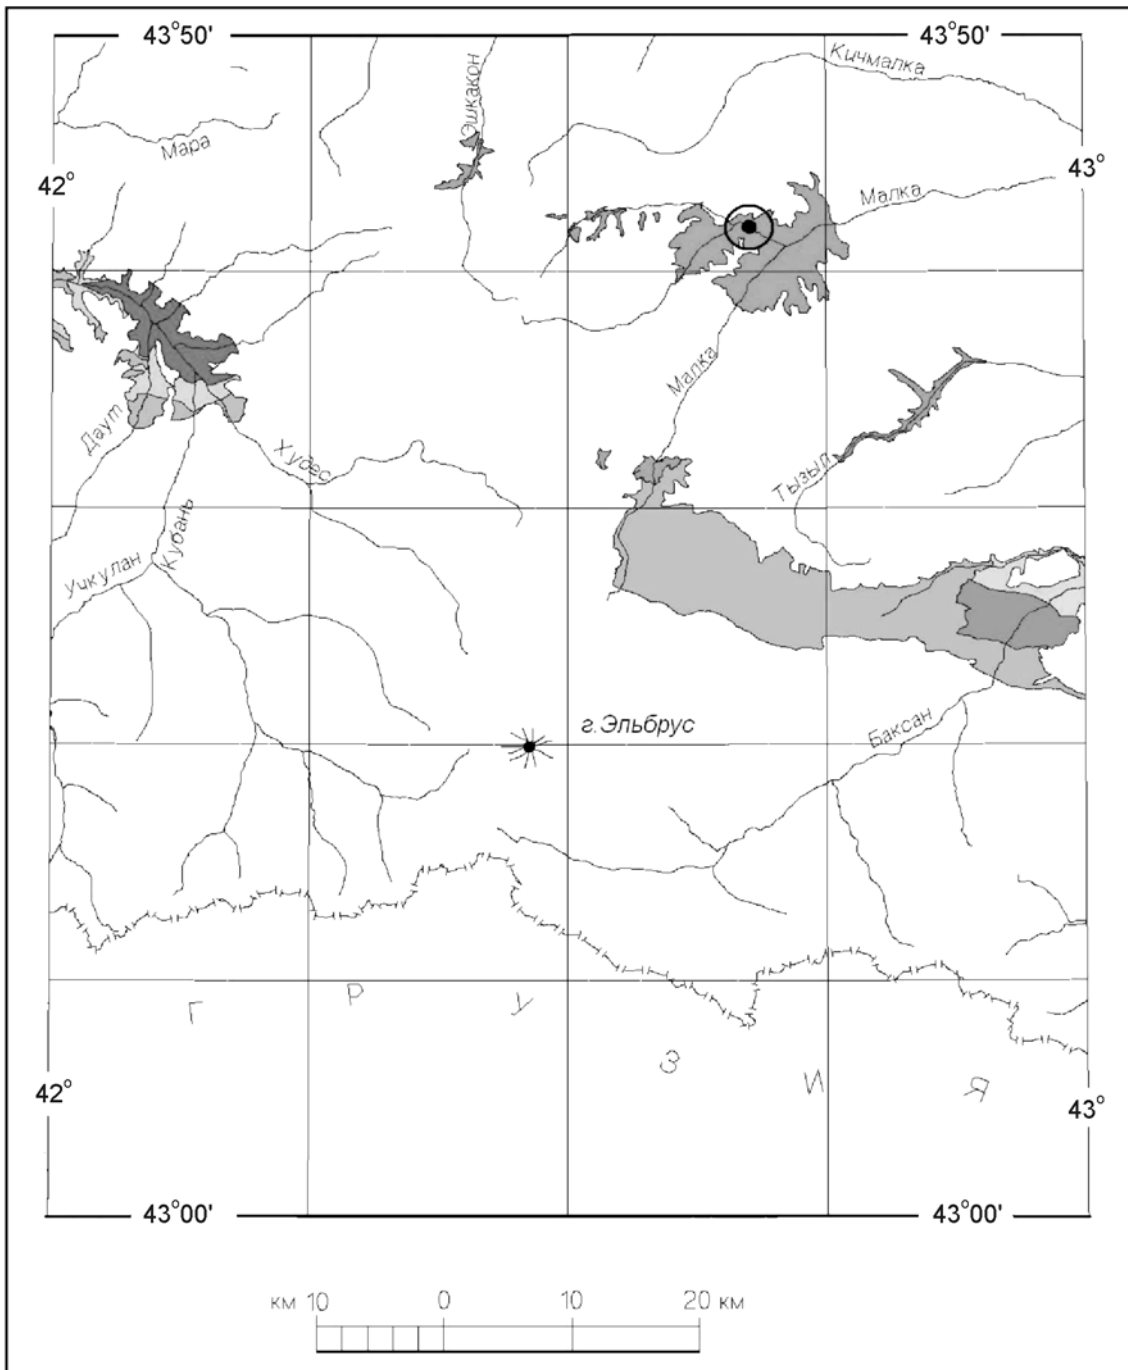 43°50'
43°50'
Кичмалка
Эшкакон
Мара
42°
43°
Малка
Малка
Даут
Худес
Тызыл
Кубань
Учкулан
г.Эльбрус
Баксан
Г Р У З И Я
42°
43°
43°00'
43°00'
км 10 0 10 20 км